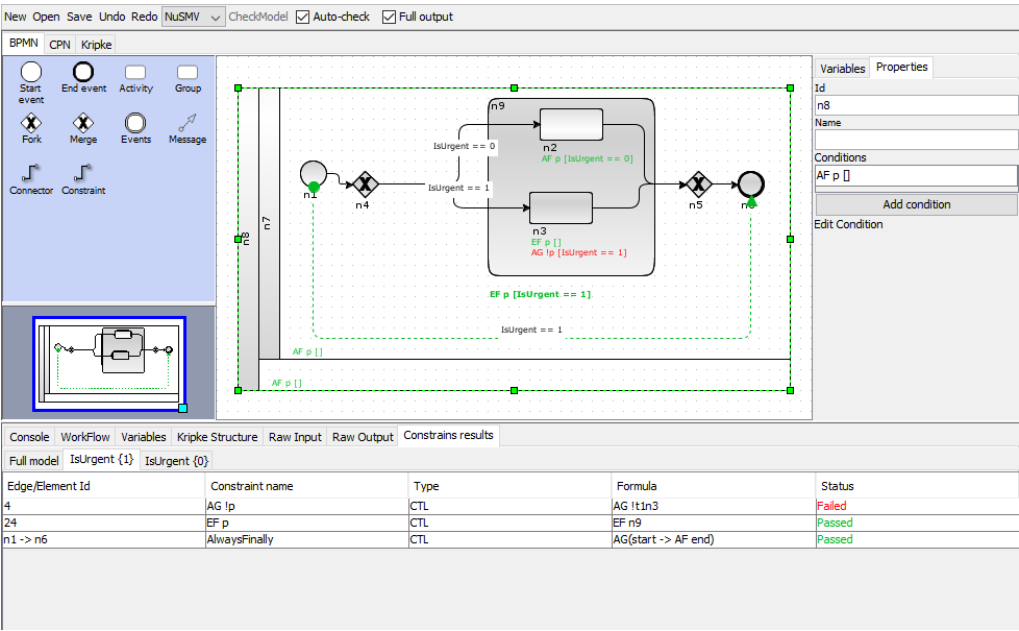 New Open Save Undo Redo NuSMV CheckModel Auto-check Full output
BPMN CPN Kripke
Start event
End event
Activity
Group
Fork
Merge
Events
Message
Connector
Constraint
n9
IsUrgent == 0
n2
AF p [IsUrgent == 0]
IsUrgent == 1
n1
n4
n5
n3
EF p []
AG !p [IsUrgent == 1]
n7
n8
EF p [IsUrgent == 1]
IsUrgent == 1
AF p []
AF p []
Variables Properties
Id
n8
Name
Conditions
AF p []
Add condition
Edit Condition
Console WorkFlow Variables Kripke Structure Raw Input Raw Output Constrains results
Full model IsUrgent {1} IsUrgent {0}
Edge/Element Id Constraint name Type Formula Status
4 AG !p CTL AG !t1n3 Failed
24 EF p CTL EF n9 Passed
n1 -> n6 AlwaysFinally CTL AG(start -> AF end) Passed